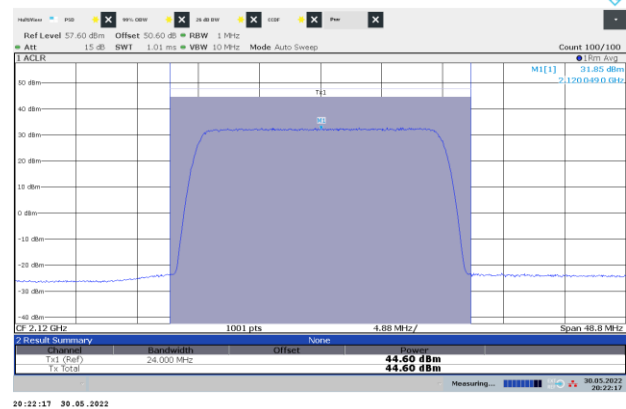 MultiView PSD 99% OBW 26 dB BW CCDF Pwr
Ref Level 57.60 dBm Offset 50.60 dB RBW 1 MHz
Att 15 dB SWT 1.01 ms VBW 10 MHz Mode Auto Sweep Count 100/100
1 ACLR 1Rm Avg
M1[1] 31.85 dBm
2.1200490 GHz
50 dBm
Tx1
40 dBm
M1
30 dBm
20 dBm
10 dBm
0 dBm
-10 dBm
-20 dBm
-30 dBm
-40 dBm
CF 2.12 GHz 1001 pts 4.88 MHz/ Span 48.8 MHz
2 Result Summary None
Channel Bandwidth Offset Power
Tx1 (Ref) 24.000 MHz 44.60 dBm
Tx Total 44.60 dBm
Measuring... 30.05.2022
20:22:17
20:22:17 30.05.2022